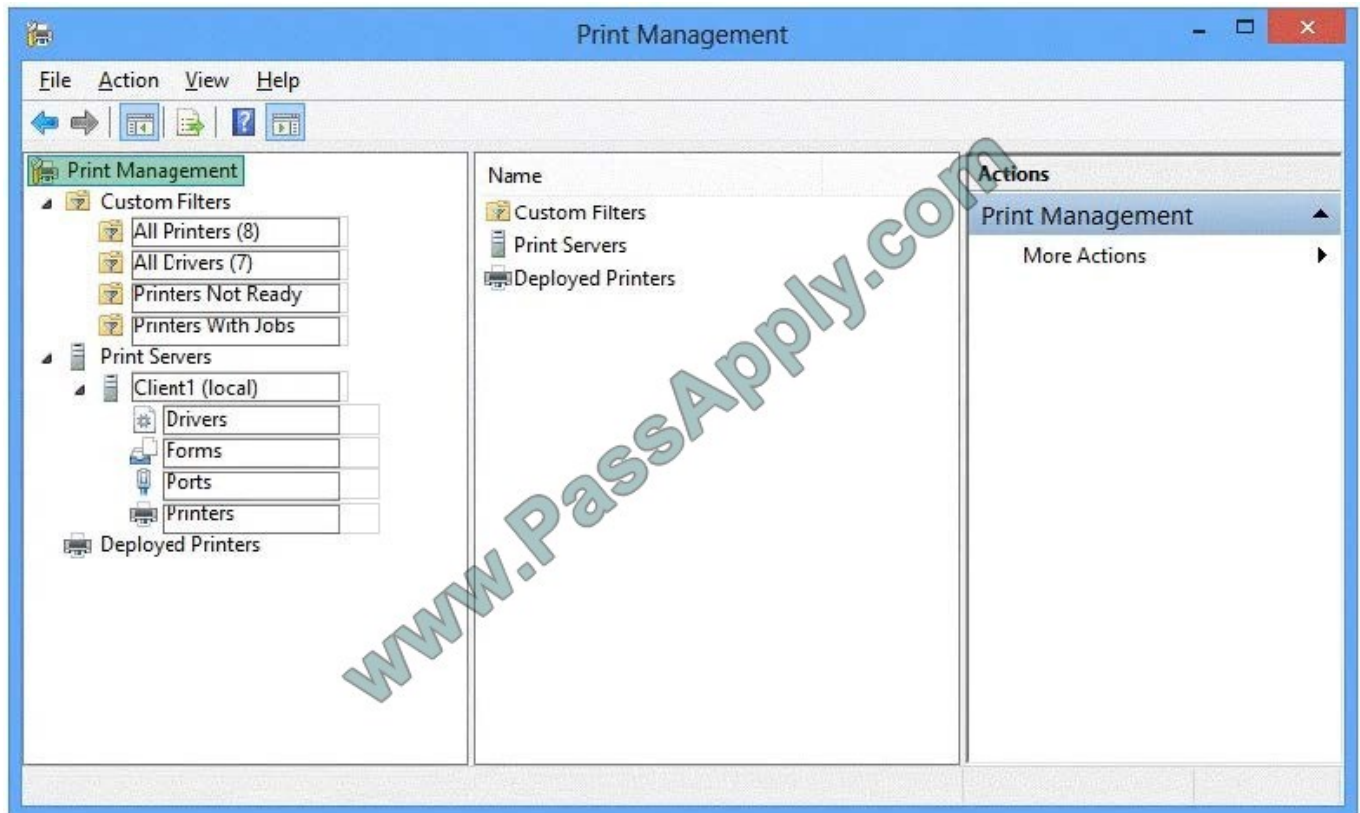 Print Management
File Action View Help
Print Management
Custom Filters
All Printers (8)
All Drivers (7)
Printers Not Ready
Printers With Jobs
Print Servers
Client1 (local)
Drivers
Forms
Ports
Printers
Deployed Printers
Name
Custom Filters
Print Servers
Deployed Printers
Actions
Print Management
More Actions
www.PassApply.com